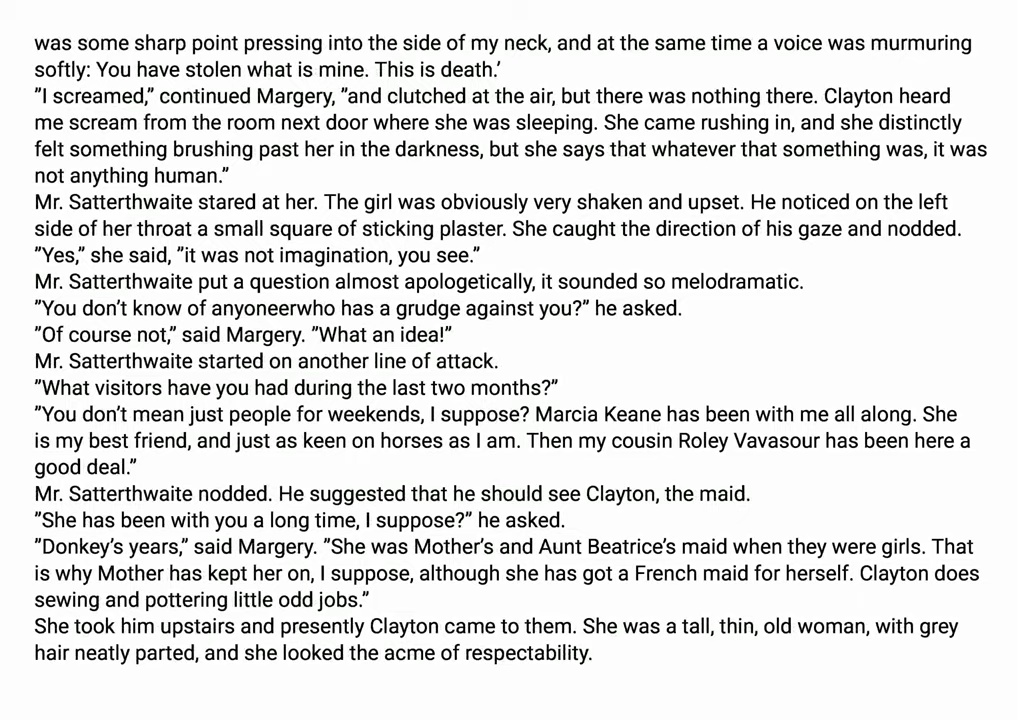 was some sharp point pressing into the side of my neck, and at the same time a voice was murmuring
softly: You have stolen what is mine. This is death.’
”I screamed,” continued Margery, ”and clutched at the air, but there was nothing there. Clayton heard
me scream from the room next door where she was sleeping. She came rushing in, and she distinctly
felt something brushing past her in the darkness, but she says that whatever that something was, it was
not anything human.”
Mr. Satterthwaite stared at her. The girl was obviously very shaken and upset. He noticed on the left
side of her throat a small square of sticking plaster. She caught the direction of his gaze and nodded.
”Yes,” she said, ”it was not imagination, you see.”
Mr. Satterthwaite put a question almost apologetically, it sounded so melodramatic.
”You don’t know of anyoneerwho has a grudge against you?” he asked.
”Of course not,” said Margery. ”What an idea!”
Mr. Satterthwaite started on another line of attack.
”What visitors have you had during the last two months?”
”You don’t mean just people for weekends, I suppose? Marcia Keane has been with me all along. She
is my best friend, and just as keen on horses as I am. Then my cousin Roley Vavasour has been here a
good deal.”
Mr. Satterthwaite nodded. He suggested that he should see Clayton, the maid.
”She has been with you a long time, I suppose?” he asked.
”Donkey’s years,” said Margery. ”She was Mother’s and Aunt Beatrice’s maid when they were girls. That
is why Mother has kept her on, I suppose, although she has got a French maid for herself. Clayton does
sewing and pottering little odd jobs.”
She took him upstairs and presently Clayton came to them. She was a tall, thin, old woman, with grey
hair neatly parted, and she looked the acme of respectability.